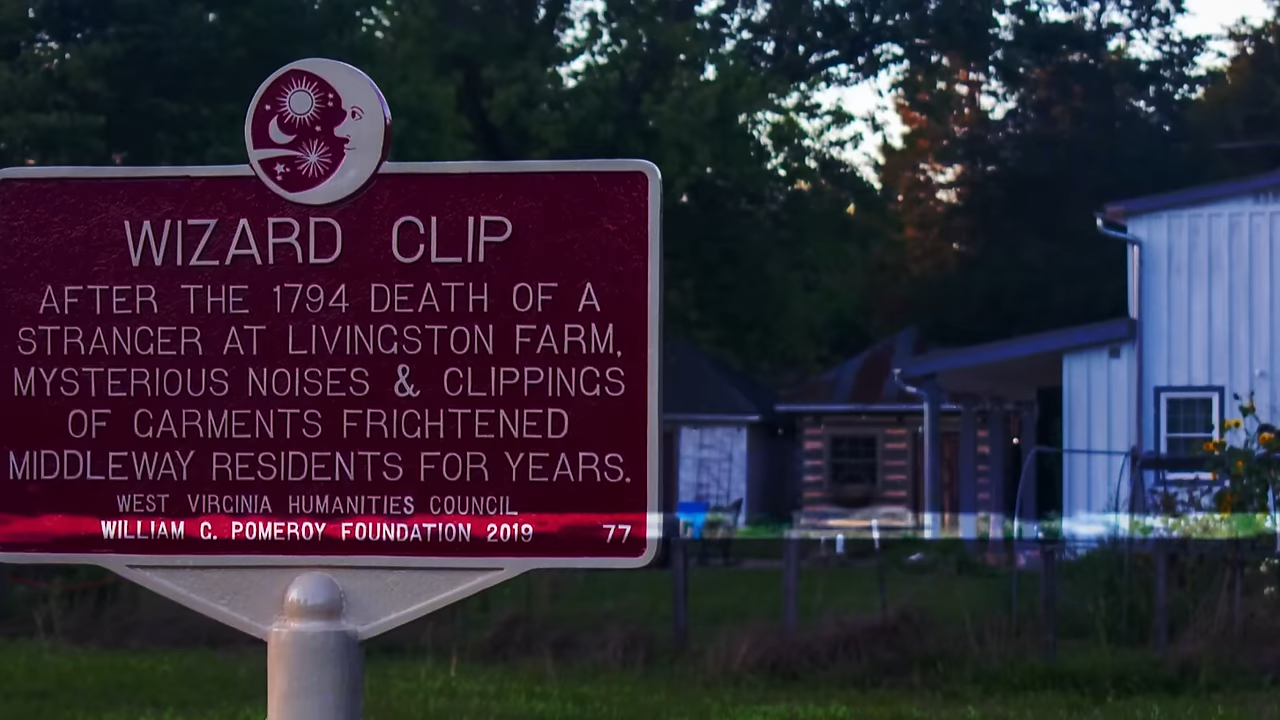 WIZARD CLIP
AFTER THE 1794 DEATH OF A
STRANGER AT LIVINGSTON FARM,
MYSTERIOUS NOISES & CLIPPINGS
OF GARMENTS FRIGHTENED
MIDDLEWAY RESIDENTS FOR YEARS.
WEST VIRGINIA HUMANITIES COUNCIL
WILLIAM G. POMEROY FOUNDATION 2019 77